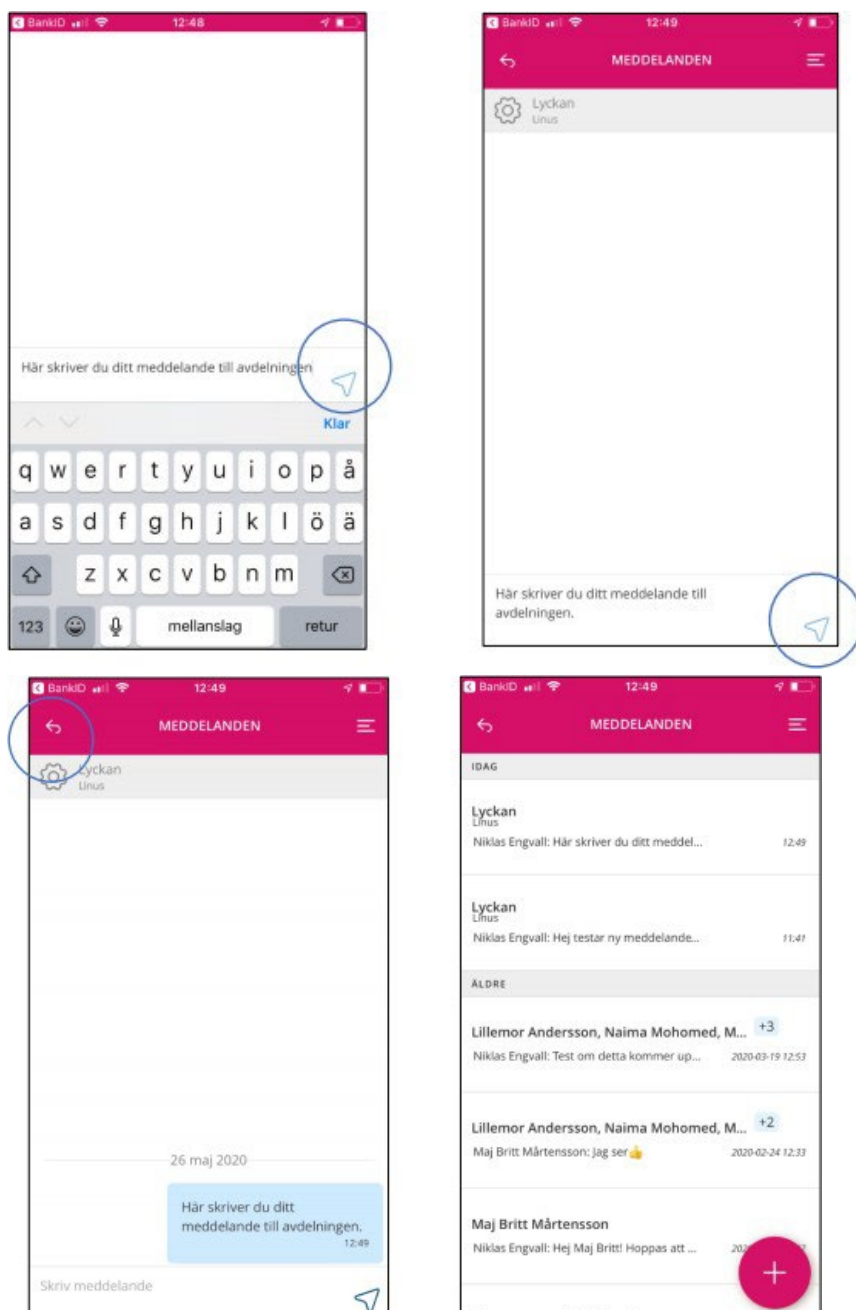 BankID 12:48
Här skriver du ditt meddelande till avdelningen
Klar
q w e r t y u i o p å
a s d f g h j k l ö ä
z x c v b n m
123 mellanslag retur
BankID 12:49
MEDDELANDEN
Lyckan
Linus
Här skriver du ditt meddelande till
avdelningen.
BankID 12:49
MEDDELANDEN
Lyckan
Linus
26 maj 2020
Här skriver du ditt
meddelande till avdelningen.
12:49
Skriv meddelande
BankID 12:49
MEDDELANDEN
IDAG
Lyckan
Linus
Niklas Engvall: Här skriver du ditt meddel... 12:49
Lyckan
Linus
Niklas Engvall: Hej testar ny meddelande... 11:41
ÄLDRE
Lillemor Andersson, Naima Mohomed, M... +3
Niklas Engvall: Test om detta kommer up... 2020-03-19 12:53
Lillemor Andersson, Naima Mohomed, M... +2
Maj Britt Mårtensson: Jag ser👍 2020-02-24 12:33
Maj Britt Mårtensson
Niklas Engvall: Hej Maj Britt! Hoppas att ...